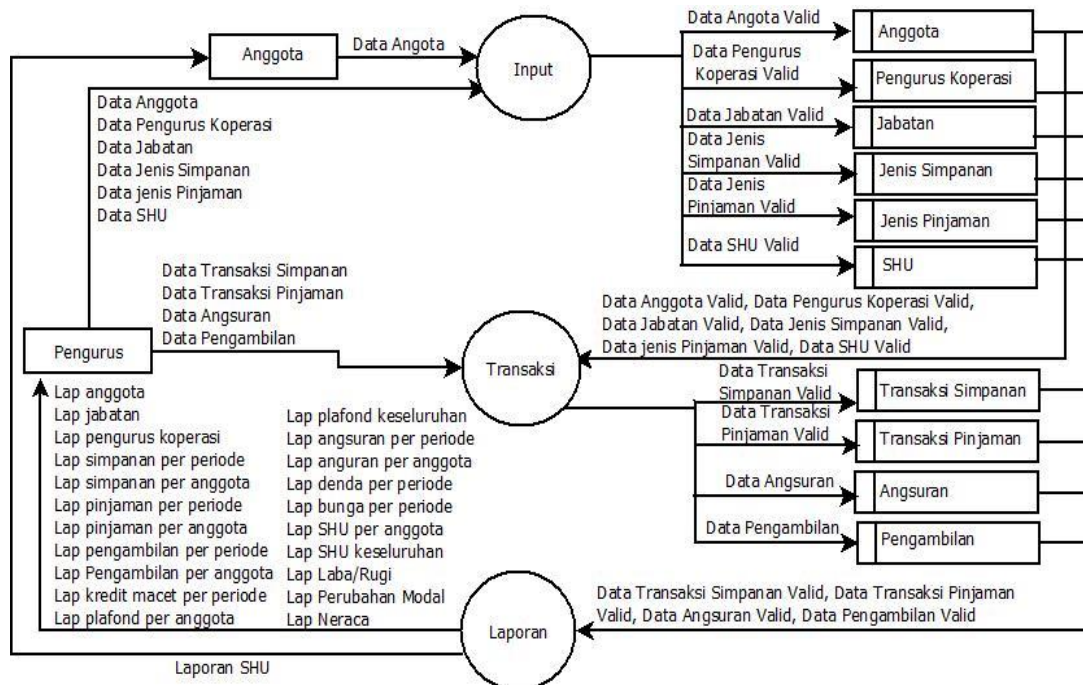 Anggota
Data Angota
Input
Data Angota Valid
Anggota
Data Pengurus
Koperasi Valid
Pengurus Koperasi
Data Jabatan Valid
Jabatan
Data Jenis
Simpanan Valid
Jenis Simpanan
Data Jenis
Pinjaman Valid
Jenis Pinjaman
Data SHU Valid
SHU
Data Anggota
Data Pengurus Koperasi
Data Jabatan
Data Jenis Simpanan
Data jenis Pinjaman
Data SHU
Data Transaksi Simpanan
Data Transaksi Pinjaman
Data Angsuran
Data Pengambilan
Pengurus
Transaksi
Data Anggota Valid, Data Pengurus Koperasi Valid,
Data Jabatan Valid, Data Jenis Simpanan Valid,
Data jenis Pinjaman Valid, Data SHU Valid
Data Transaksi
Simpanan Valid
Transaksi Simpanan
Data Transaksi
Pinjaman Valid
Transaksi Pinjaman
Data Angsuran
Angsuran
Data Pengambilan
Pengambilan
Lap anggota
Lap jabatan
Lap pengurus koperasi
Lap simpanan per periode
Lap simpanan per anggota
Lap pinjaman per periode
Lap pinjaman per anggota
Lap pengambilan per periode
Lap Pengambilan per anggota
Lap kredit macet per periode
Lap plafond per anggota
Lap plafond keseluruhan
Lap angsuran per periode
Lap anguran per anggota
Lap denda per periode
Lap bunga per periode
Lap SHU per anggota
Lap SHU keseluruhan
Lap Laba/Rugi
Lap Perubahan Modal
Lap Neraca
Laporan
Data Transaksi Simpanan Valid, Data Transaksi Pinjaman
Valid, Data Angsuran Valid, Data Pengambilan Valid
Laporan SHU